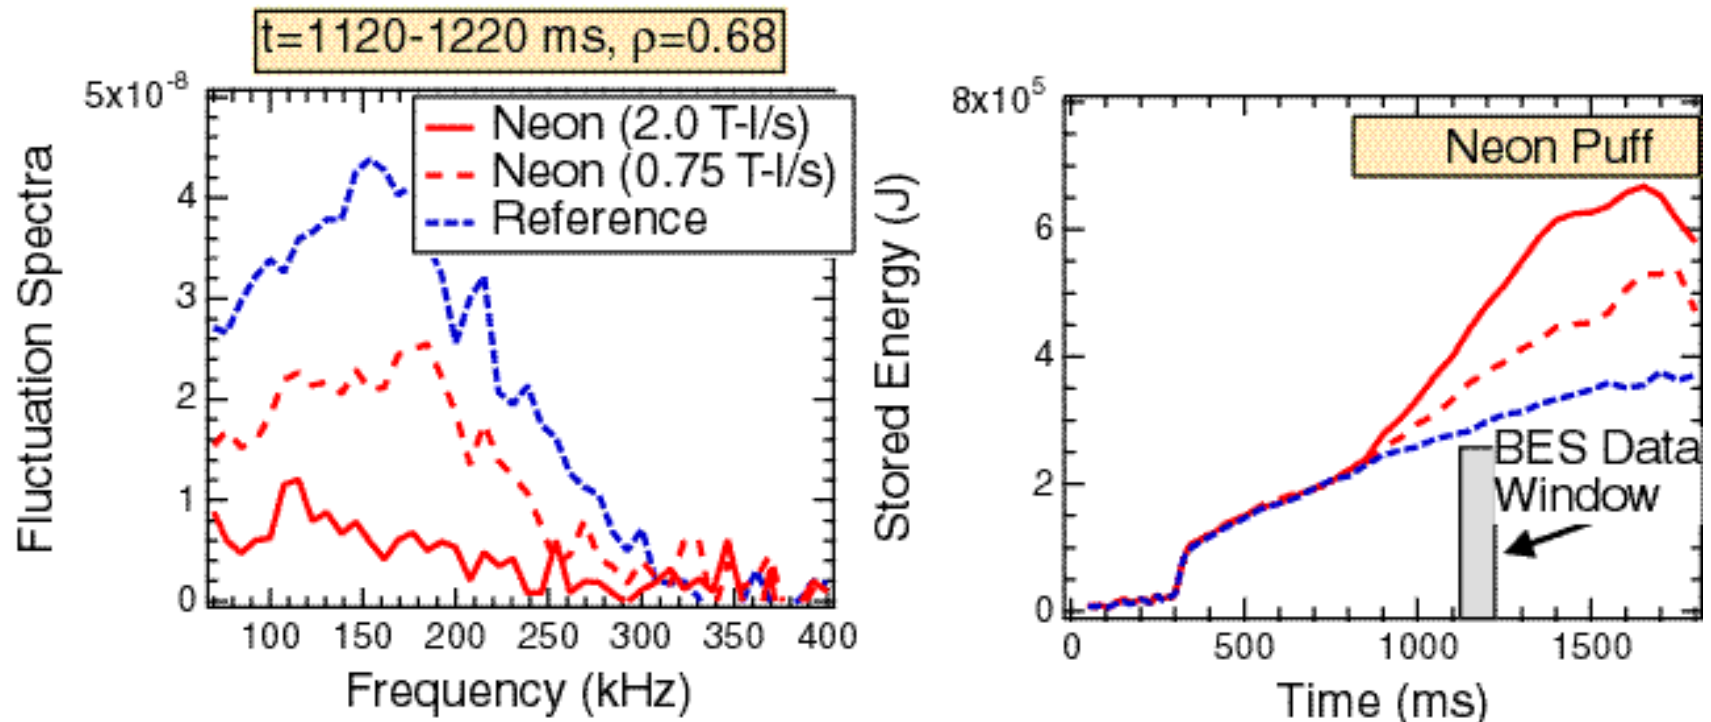 t=1120-1220 ms, ρ=0.68
5x10⁻⁸
4
3
2
1
0
Fluctuation Spectra
Neon (2.0 T-l/s)
Neon (0.75 T-l/s)
Reference
100 150 200 250 300 350 400
Frequency (kHz)
8x10⁵
6
4
2
0
Stored Energy (J)
Neon Puff
BES Data
Window
0 500 1000 1500
Time (ms)